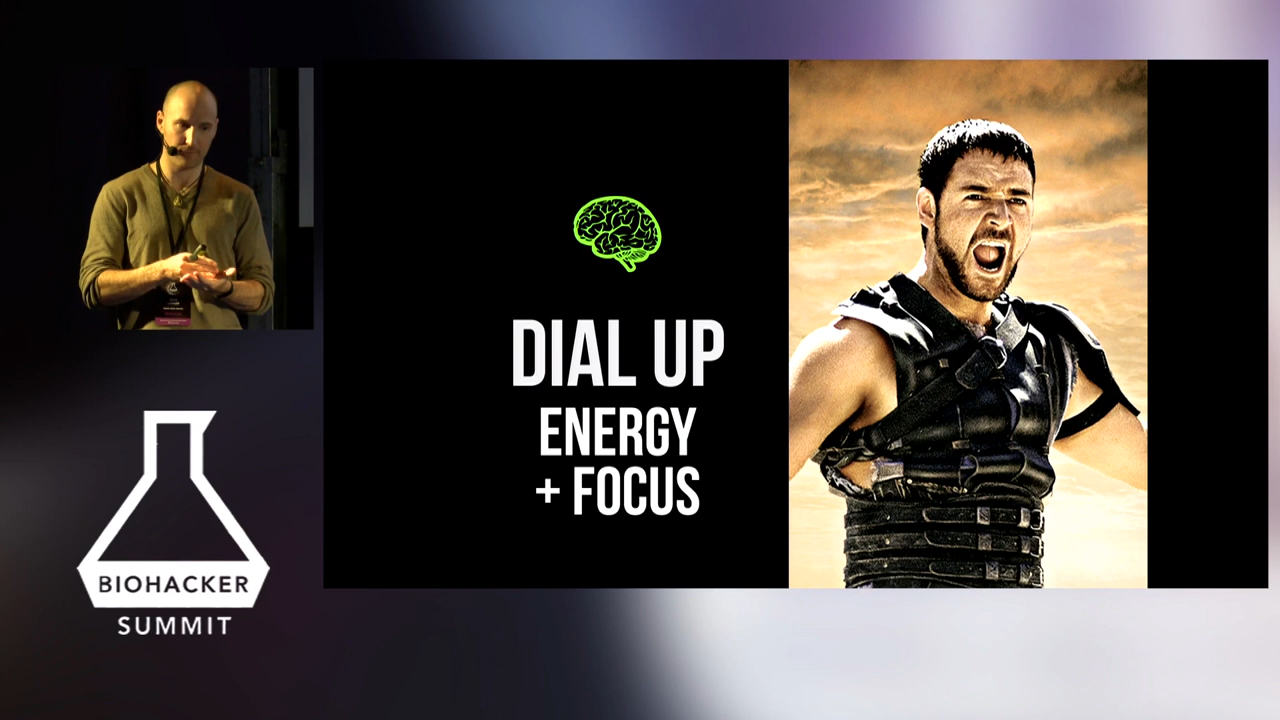 DIAL UP
ENERGY
+ FOCUS
BIOHACKER
SUMMIT